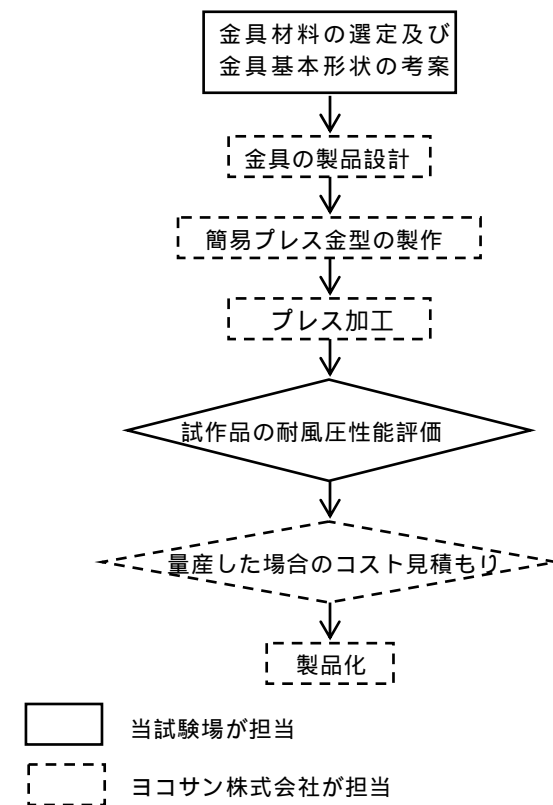 金具材料の選定及び
金具基本形状の考案
金具の製品設計
簡易プレス金型の製作
プレス加工
試作品の耐風圧性能評価
量産した場合のコスト見積もり
製品化
当試験場が担当
ヨコサン株式会社が担当